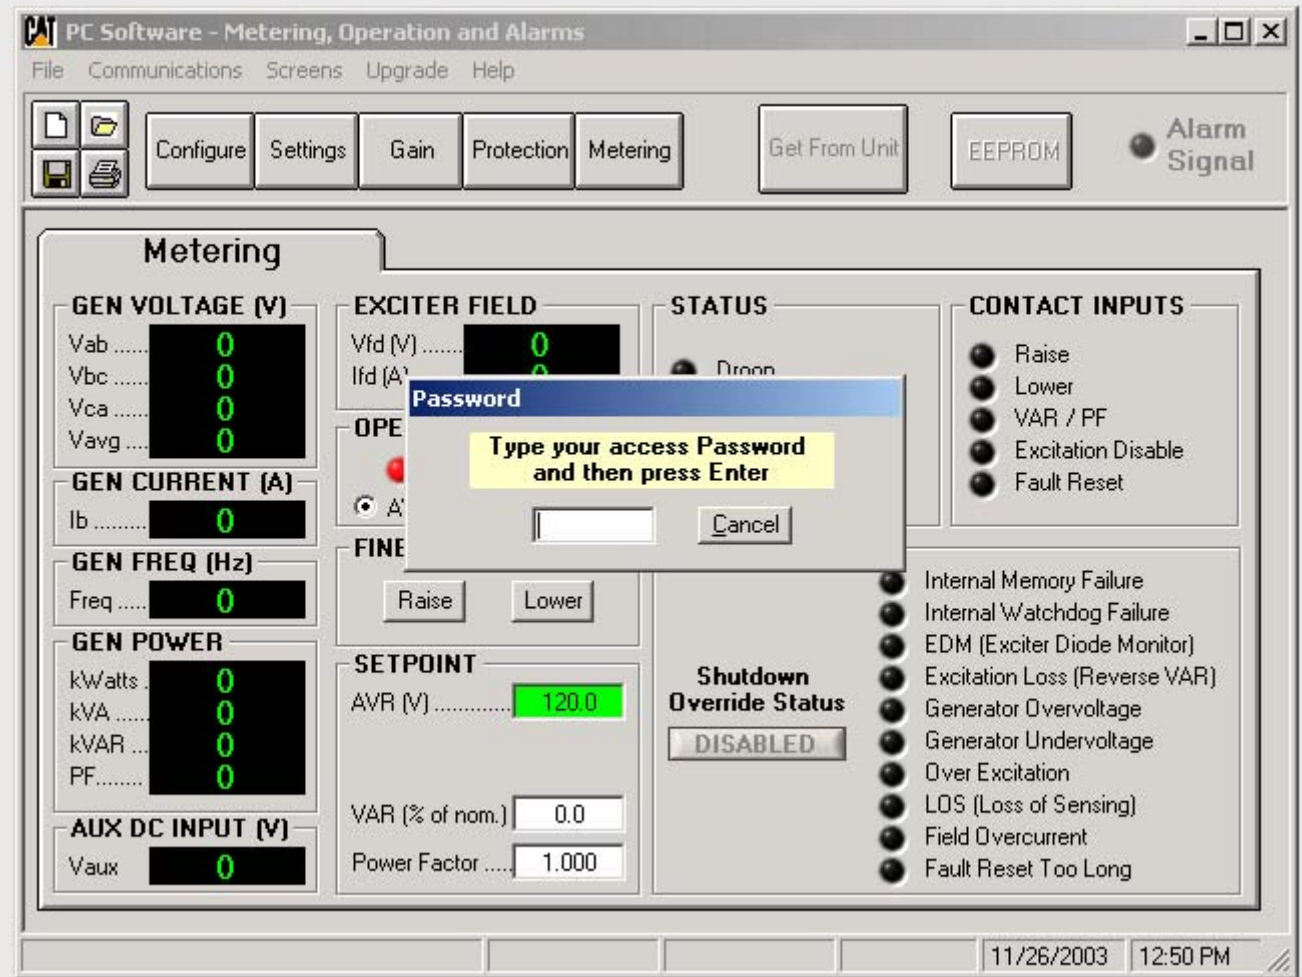 CAT PC Software - Metering, Operation and Alarms
File Communications Screens Upgrade Help
Configure Settings Gain Protection Metering Get From Unit EEPROM Alarm Signal
Metering
GEN VOLTAGE (V)
Vab ...... 0
Vbc ...... 0
Vca ...... 0
Vavg .... 0
GEN CURRENT (A)
Ib ......... 0
GEN FREQ (Hz)
Freq ..... 0
GEN POWER
kWatts . 0
kVA ...... 0
kVAR ... 0
PF........ 0
AUX DC INPUT (V)
Vaux 0
EXCITER FIELD
Vfd (V) ....... 0
Ifd (A) 0
OPE
A
FINE
Raise Lower
SETPOINT
AVR (V) ............ 120.0
VAR (% of nom.) 0.0
Power Factor ..... 1.000
STATUS
Droop
Password
Type your access Password
and then press Enter
Cancel
CONTACT INPUTS
Raise
Lower
VAR / PF
Excitation Disable
Fault Reset
Shutdown
Override Status
DISABLED
Internal Memory Failure
Internal Watchdog Failure
EDM (Exciter Diode Monitor)
Excitation Loss (Reverse VAR)
Generator Overvoltage
Generator Undervoltage
Over Excitation
LOS (Loss of Sensing)
Field Overcurrent
Fault Reset Too Long
11/26/2003 12:50 PM